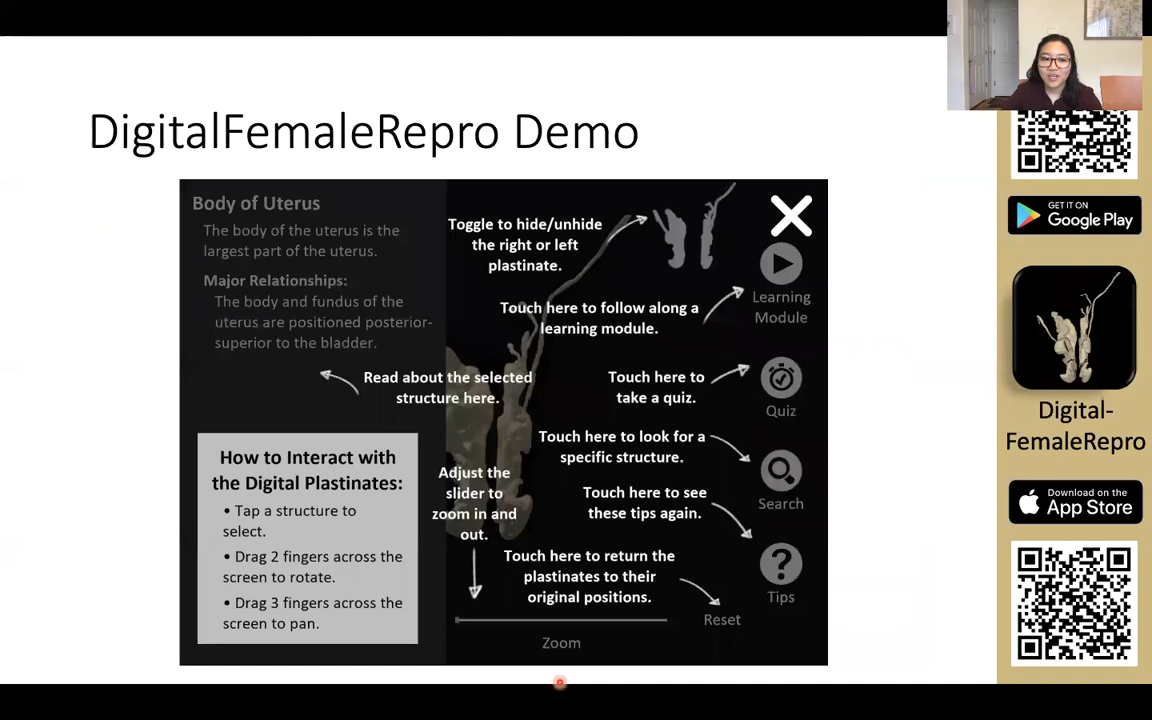 DigitalFemaleRepro Demo
Body of Uterus
The body of the uterus is the
largest part of the uterus.
Major Relationships:
The body and fundus of the
uterus are positioned posterior-
superior to the bladder.
Toggle to hide/unhide
the right or left
plastinate.
Touch here to follow along a
learning module.
Learning
Module
Read about the selected
structure here.
Touch here to
take a quiz.
Quiz
How to Interact with
the Digital Plastinates:
• Tap a structure to
select.
• Drag 2 fingers across the
screen to rotate.
• Drag 3 fingers across the
screen to pan.
Adjust the
slider to
zoom in and
out.
Touch here to look for a
specific structure.
Search
Touch here to see
these tips again.
?
Tips
Touch here to return the
plastinates to their
original positions.
Reset
Zoom
GET IT ON
Google Play
Digital-
FemaleRepro
Download on the
App Store